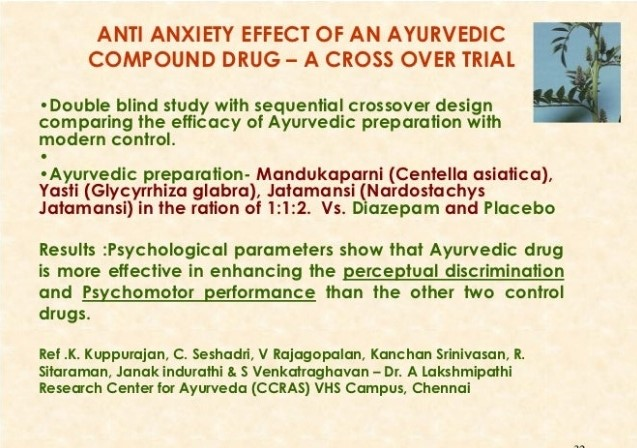 ANTI ANXIETY EFFECT OF AN AYURVEDIC
COMPOUND DRUG – A CROSS OVER TRIAL
•Double blind study with sequential crossover design
comparing the efficacy of Ayurvedic preparation with
modern control.
•
•Ayurvedic preparation- Mandukaparni (Centella asiatica),
Yasti (Glycyrrhiza glabra), Jatamansi (Nardostachys
Jatamansi) in the ration of 1:1:2. Vs. Diazepam and Placebo
Results :Psychological parameters show that Ayurvedic drug
is more effective in enhancing the perceptual discrimination
and Psychomotor performance than the other two control
drugs.
Ref .K. Kuppurajan, C. Seshadri, V Rajagopalan, Kanchan Srinivasan, R.
Sitaraman, Janak indurathi & S Venkatraghavan – Dr. A Lakshmipathi
Research Center for Ayurveda (CCRAS) VHS Campus, Chennai